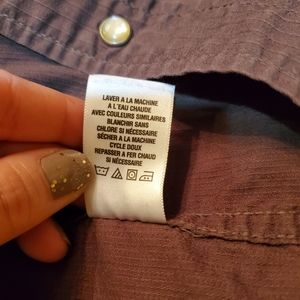 LAVER A LA MACHINE
A L'EAU CHAUDE
AVEC COULEURS SIMILAIRES
BLANCHIR SANS
CHLORE SI NÉCESSAIRE
SÉCHER A LA MACHINE
CYCLE DOUX
REPASSER A FER CHAUD
SI NÉCESSAIRE